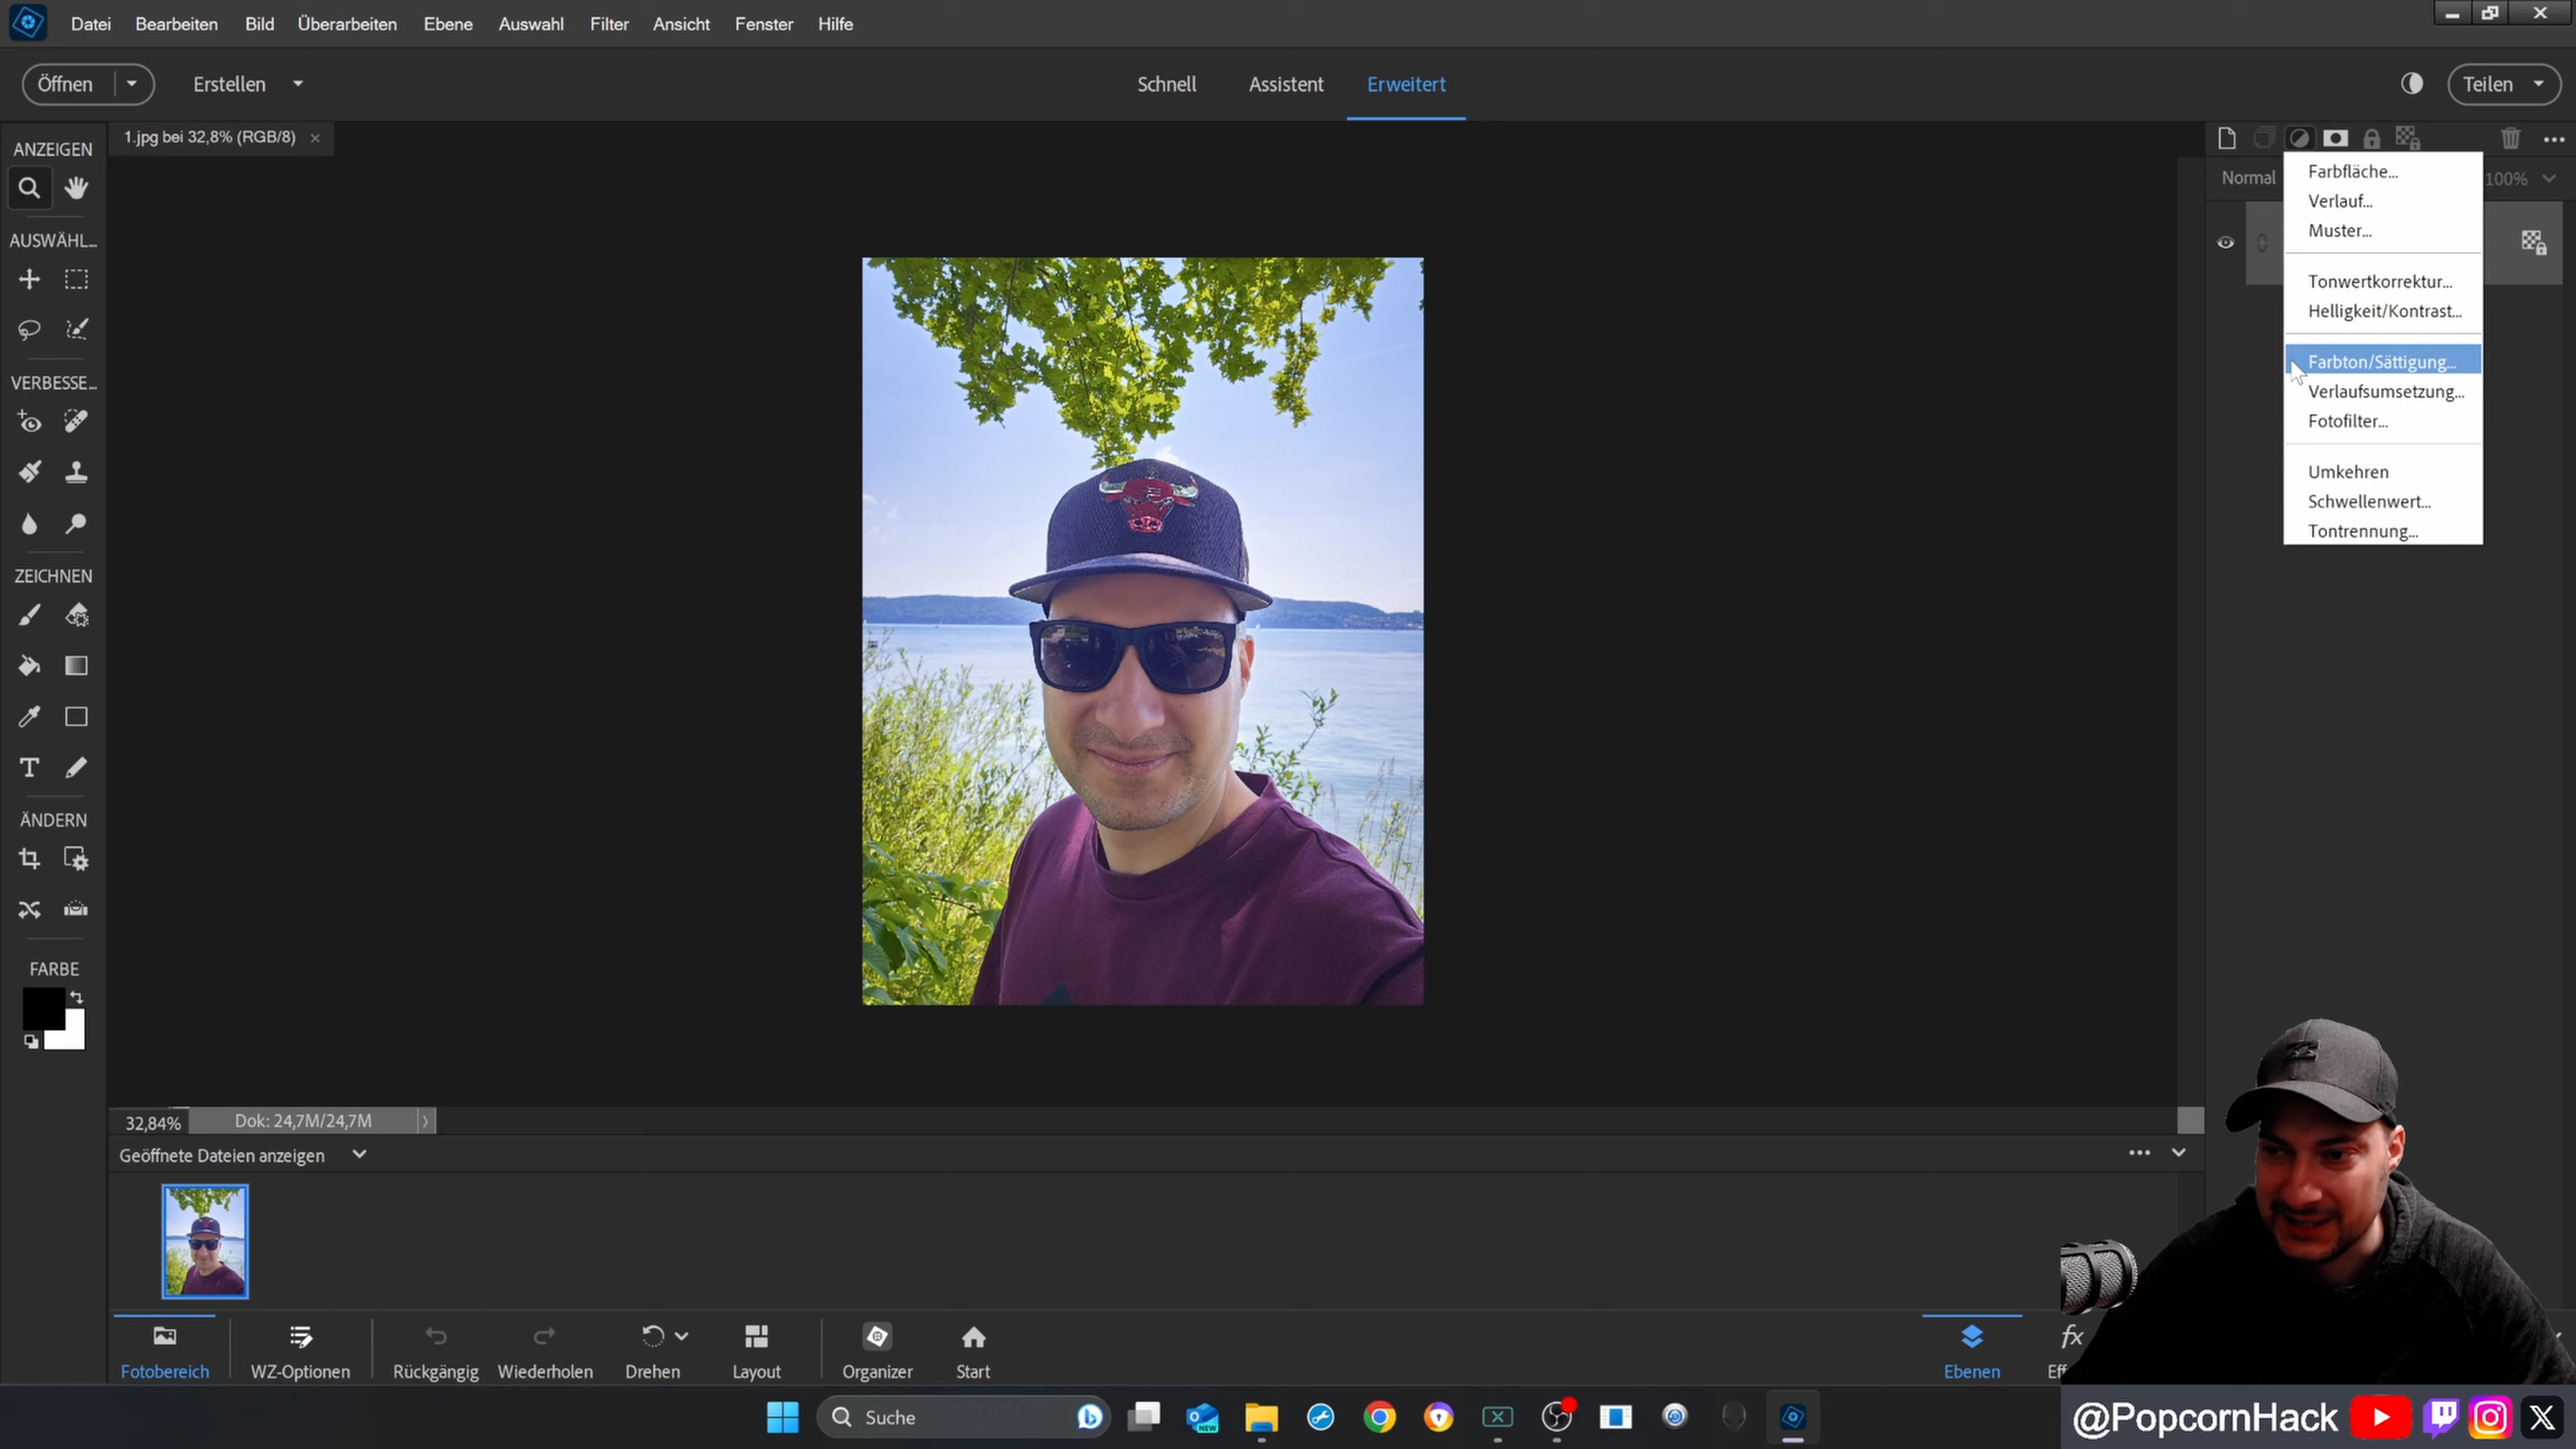 Datei Bearbeiten Bild Überarbeiten Ebene Auswahl Filter Ansicht Fenster Hilfe
Öffnen Erstellen Schnell Assistent Erweitert Teilen
1.jpg bei 32,8% (RGB/8) ×
ANZEIGEN
AUSWÄHL...
VERBESSE...
ZEICHNEN
ÄNDERN
FARBE
Normal 100%
Farbfläche...
Verlauf...
Muster...
Tonwertkorrektur...
Helligkeit/Kontrast...
Farbton/Sättigung...
Verlaufsumsetzung...
Fotofilter...
Umkehren
Schwellenwert...
Tontrennung...
32,84% Dok: 24,7M/24,7M
Geöffnete Dateien anzeigen
Fotobereich WZ-Optionen Rückgängig Wiederholen Drehen Layout Organizer Start Ebenen Eff
Suche
NEW
@PopcornHack